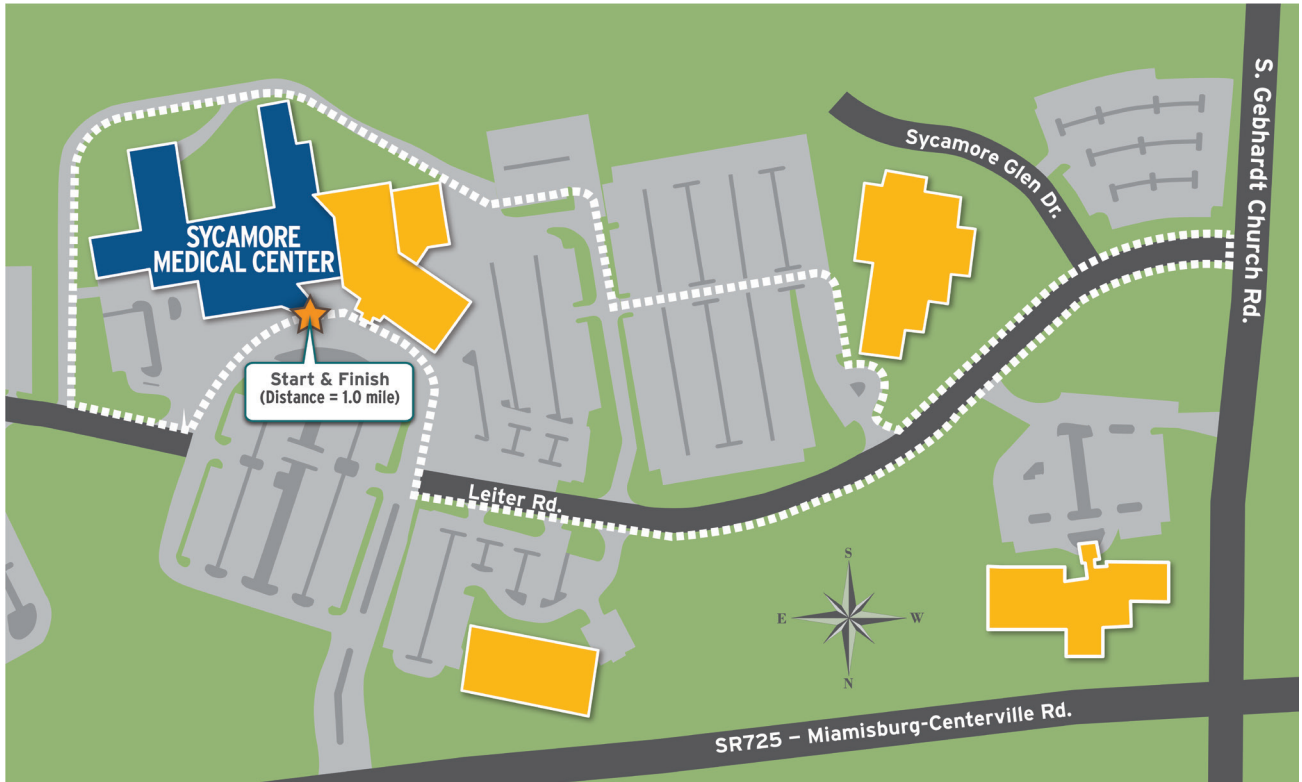 S. Gebhardt Church Rd.
Sycamore Glen Dr.
SYCAMORE
MEDICAL CENTER
Start & Finish
(Distance = 1.0 mile)
Leiter Rd.
S
E
W
N
SR725 – Miamisburg-Centerville Rd.